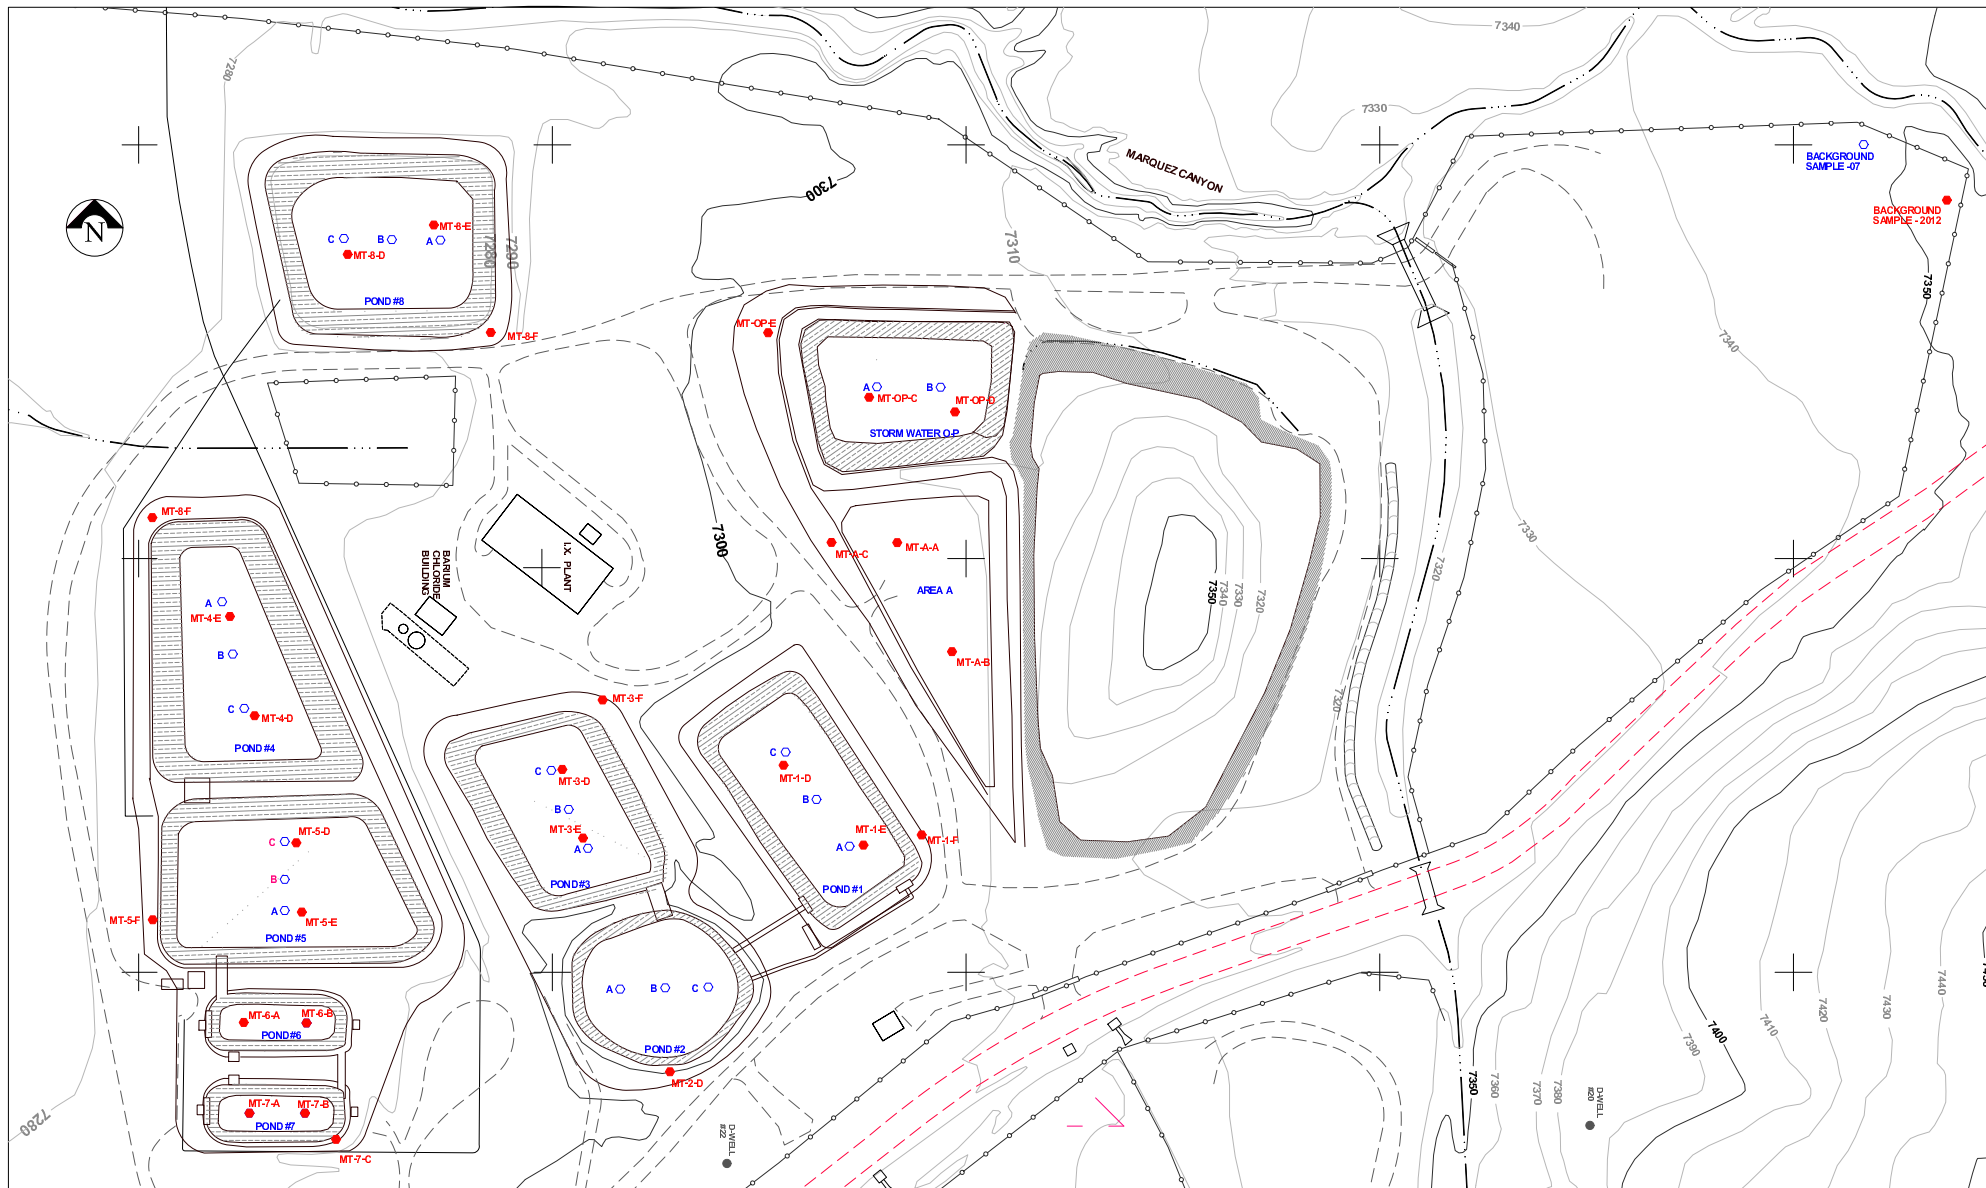 7340
7280
7330
MARQUEZ CANYON
BACKGROUND
SAMPLE -07
7300
BACKGROUND
SAMPLE - 2012
N
MT-8-E
C
B
A
MT-8-D
7280
7290
7310
POND #8
7350
MT-OP-E
MT-8-F
7340
A
B
MT-OP-C
MT-OP-D
STORM WATER O-P
MT-8-F
7300
7330
MT-A-C
MT-A-A
I.X. PLANT
BARIUM
CHLORIDE
BUILDING
7320
AREA A
7350
7340
7330
7320
A
MT-4-E
B
MT-A-B
C
MT-4-D
MT-3-F
7320
POND #4
C
MT-1-D
C
MT-3-D
B
B
MT-3-E
A
MT-1-E
A
MT-1-F
MT-5-D
C
B
POND #3
POND #1
A
MT-5-E
MT-5-F
POND #5
A
B
C
7440
7430
7420
7410
7400
7390
MT-6-A
MT-6-B
POND #6
POND #2
MT-2-D
7350
7360
7370
7380
D-WELL
#20
MT-7-A
MT-7-B
POND #7
7280
D-WELL
#22
MT-7-C